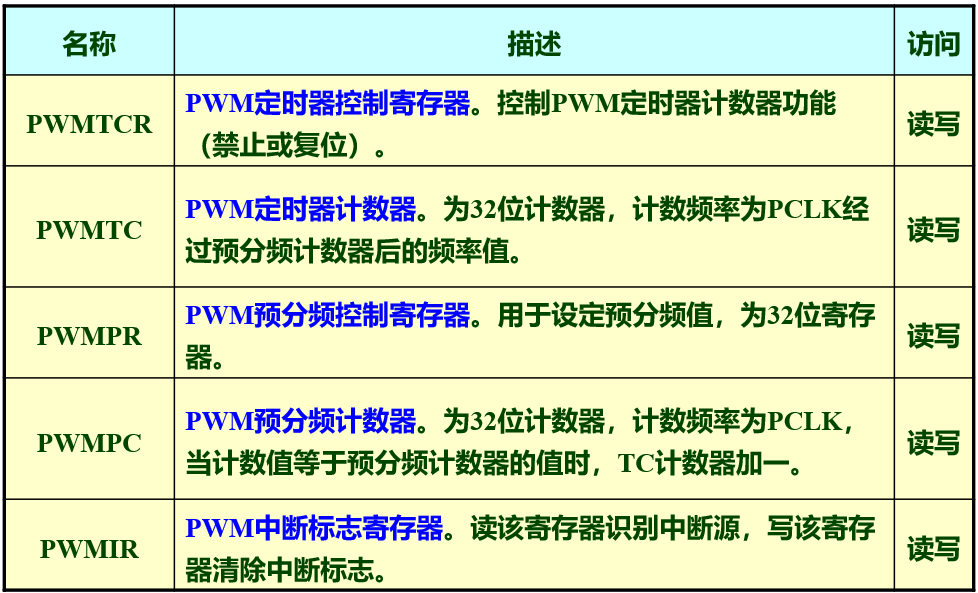 名称 描述 访问
PWMTCR PWM定时器控制寄存器。控制PWM定时器计数器功能 读写
（禁止或复位）。
PWMTC PWM定时器计数器。为32位计数器，计数频率为PCLK经 读写
过预分频计数器后的频率值。
PWMPR PWM预分频控制寄存器。用于设定预分频值，为32位寄存 读写
器。
PWMPC PWM预分频计数器。为32位计数器，计数频率为PCLK， 读写
当计数值等于预分频计数器的值时，TC计数器加一。
PWMIR PWM中断标志寄存器。读该寄存器识别中断源，写该寄存 读写
器清除中断标志。